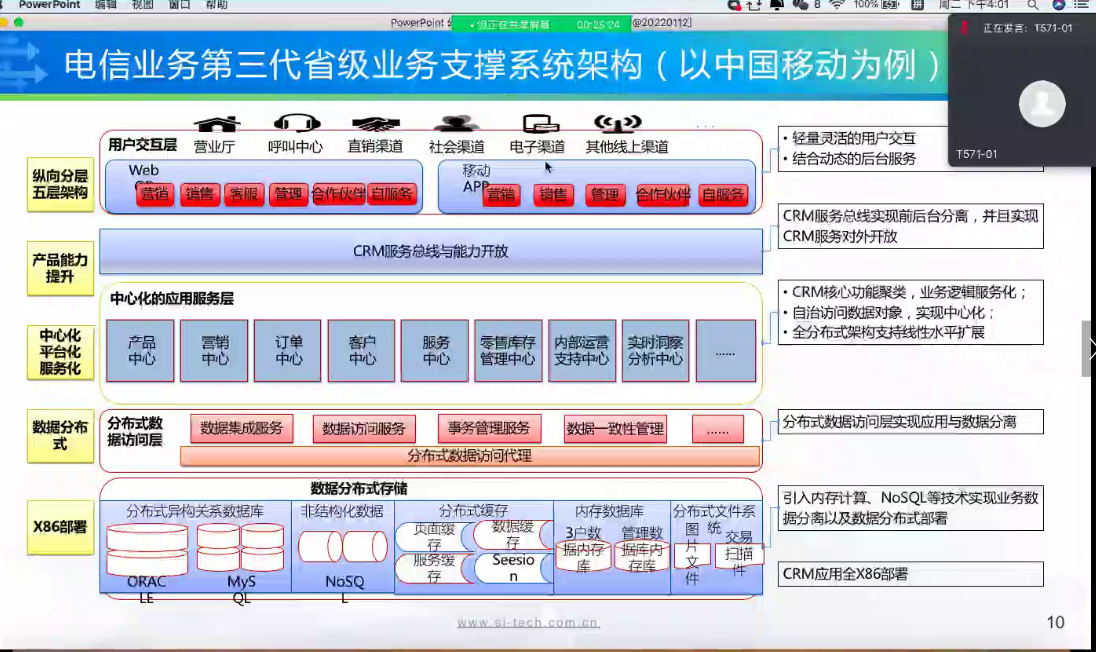 PowerPoint 编辑 视图 窗口 帮助
8 100% 周二 下午4:01
PowerPoint
您正在共享屏幕 00:25:24
@20220112]
正在发言: T571-01
T571-01
电信业务第三代省级业务支撑系统架构（以中国移动为例）
纵向分层
五层架构
产品能力
提升
中心化
平台化
服务化
数据分布
式
X86部署
用户交互层
营业厅
呼叫中心
直销渠道
社会渠道
电子渠道
其他线上渠道
...
Web
营销
销售
客服
管理
合作伙伴
自服务
移动
APP
营销
销售
管理
合作伙伴
自服务
CRM服务总线与能力开放
中心化的应用服务层
产品
中心
营销
中心
订单
中心
客户
中心
服务
中心
零售库存
管理中心
内部运营
支持中心
实时洞察
分析中心
......
分布式数
据访问层
数据集成服务
数据访问服务
事务管理服务
数据一致性管理
......
分布式数据访问代理
数据分布式存储
分布式异构关系数据库
ORAC
LE
MyS
QL
非结构化数据
NoSQ
L
分布式缓存
页面缓
存
数据缓
存
服务缓
存
Seesio
n
内存数据库
3户数
据内存
库
管理数
据库内
存库
分布式文件系
统
图
片
文
件
交易
扫描
件
• 轻量灵活的用户交互
• 结合动态的后台服务
CRM服务总线实现前后台分离，并且实现
CRM服务对外开放
• CRM核心功能聚类，业务逻辑服务化；
• 自治访问数据对象，实现中心化；
• 全分布式架构支持线性水平扩展
分布式数据访问层实现应用与数据分离
引入内存计算、NoSQL等技术实现业务数
据分离以及数据分布式部署
CRM应用全X86部署
www.si-tech.com.cn
10